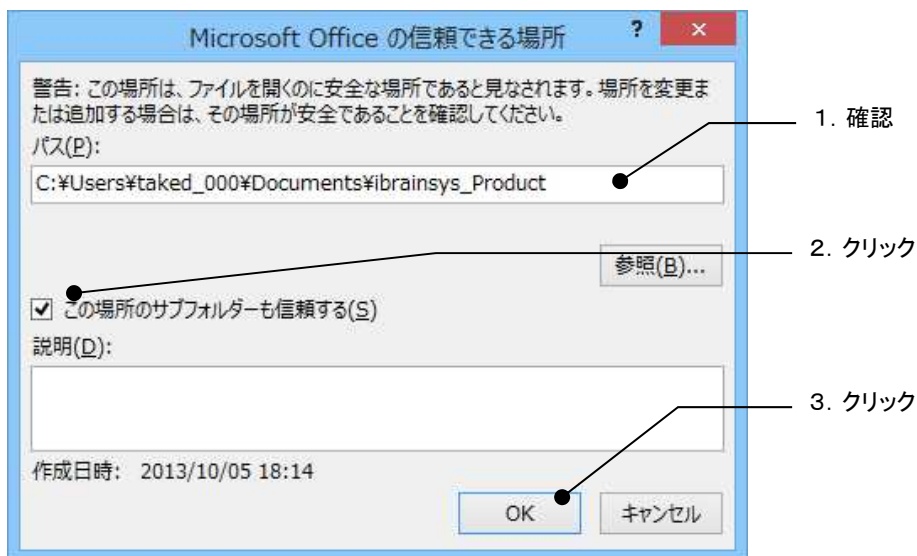 Microsoft Office の信頼できる場所
?
×
警告: この場所は、ファイルを開くのに安全な場所であると見なされます。場所を変更ま
たは追加する場合は、その場所が安全であることを確認してください。
1．確認
パス(P):
C:¥Users¥taked_000¥Documents¥ibrainsys_Product
2．クリック
参照(B)...
この場所のサブフォルダーも信頼する(S)
説明(D):
3．クリック
作成日時: 2013/10/05 18:14
OK
キャンセル